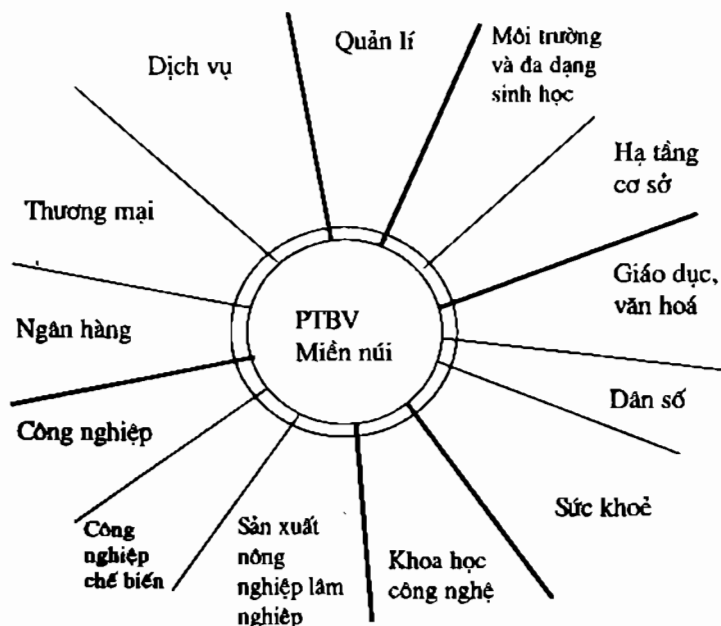 Quản lí
Môi trường
và đa dạng
sinh học
Dịch vụ
Hạ tầng
cơ sở
Thương mại
Giáo dục,
văn hoá
PTBV
Miền núi
Ngân hàng
Dân số
Công nghiệp
Sức khoẻ
Công
nghiệp
chế biến
Sản xuất
nông
nghiệp lâm
nghiệp
Khoa học
công nghệ